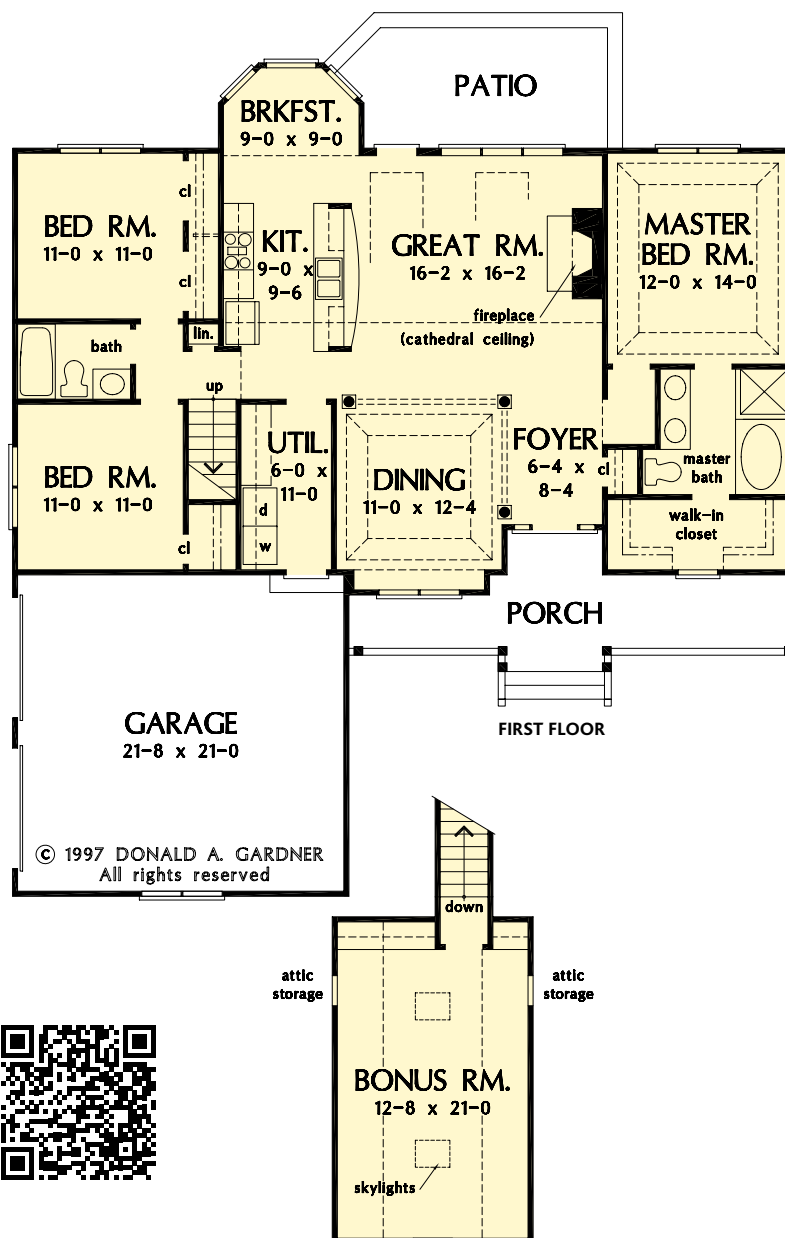 PATIO
BRKFST.
9-0 x 9-0
cl
BED RM.
11-0 x 11-0
cl
KIT.
9-0 x
9-6
GREAT RM.
16-2 x 16-2
fireplace
(cathedral ceiling)
MASTER
BED RM.
12-0 x 14-0
lin.
bath
up
BED RM.
11-0 x 11-0
cl
UTIL.
6-0 x
11-0
d
w
DINING
11-0 x 12-4
FOYER
6-4 x
8-4
cl
master
bath
walk-in
closet
PORCH
FIRST FLOOR
GARAGE
21-8 x 21-0
© 1997 DONALD A. GARDNER
All rights reserved
down
attic
storage
attic
storage
BONUS RM.
12-8 x 21-0
skylights